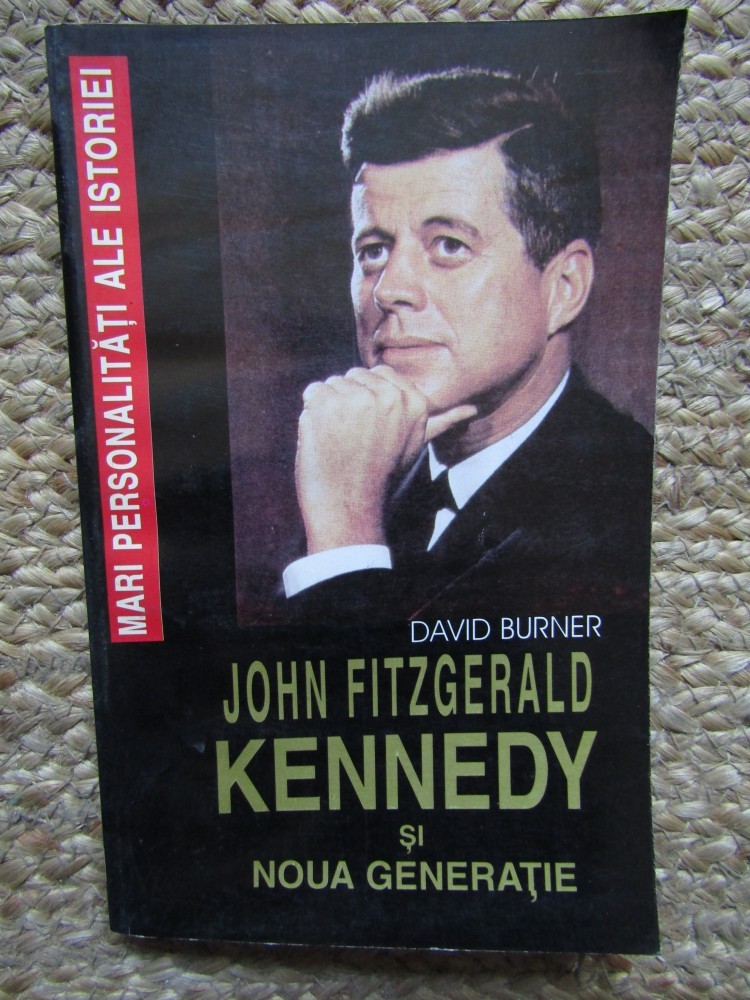 MARI PERSONALITĂȚI ALE ISTORIEI
DAVID BURNER
JOHN FITZGERALD
KENNEDY
ȘI
NOUA GENERAȚIE